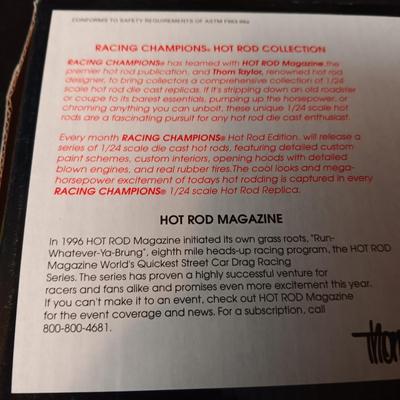 CONFORMS TO SAFETY REQUIREMENTS OF ASTM F963
RACING CHAMPIONS® HOT ROD COLLECTION
RACING CHAMPIONS® has teamed with HOT ROD Magazine,the
premier hot rod publication, and Thom Taylor, renowned hot rod
designer, to bring collectors a comprehensive collection of 1/24
scale hot rod die cast replicas. If it's stripping down an old roadster
or coupe to its barest essentials, pumping up the horsepower, or
chroming anything you can unbolt, these unique 1/24 scale hot
rods are a fascinating pursuit for any hot rod die cast enthusiast.
Every month RACING CHAMPIONS® Hot Rod Edition, will release a
series of 1/24 scale die cast hot rods, featuring detailed custom
paint schemes, custom interiors, opening hoods with detailed
blown engines, and real rubber tires.The cool looks and mega-
horsepower excitement of todays hot rodding is captured in every
RACING CHAMPIONS® 1/24 scale Hot Rod Replica.
HOT ROD MAGAZINE
In 1996 HOT ROD Magazine initiated its own grass roots, "Run-
Whatever-Ya-Brung", eighth mile heads-up racing program, the HOT ROD
Magazine World's Quickest Street Car Drag Racing
Series. The series has proven a highly successful venture for
racers and fans alike and promises even more excitement this year.
If you can't make it to an event, check out HOT ROD Magazine
for the event coverage and news. For a subscription, call
800-800-4681.